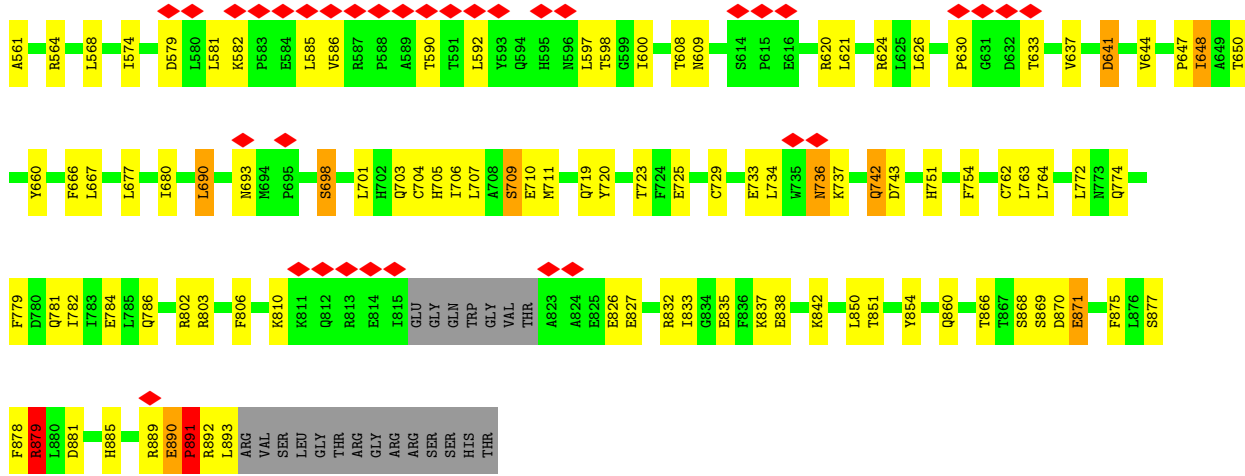 A561 R564 L568 I574 D579 L580 L581 K582 P583 E584 L585 V586 R587 P588 A589 T590 T591 L592 Y593 Q594 H595 N596 L597 T598 G599 I600 T608 N609 S614 P615 E616 R620 L621 R624 L625 L626 P630 G631 D632 T633 V637 D641 V644 P647 I648 A649 T650
Y660 F666 L667 L677 I680 L690 N693 M694 P695 S698 L701 H702 Q703 C704 H705 I706 L707 A708 S709 E710 M711 Q719 Y720 T723 F724 E725 C729 E733 L734 W735 N736 K737 Q742 D743 H751 F754 C762 L763 L764 L772 N773 Q774
F779 D780 Q781 I782 I783 E784 L785 Q786 R802 R803 F806 K810 K811 Q812 R813 E814 I815 GLU GLY GLN TRP GLY VAL THR A823 A824 E825 E826 E827 R832 I833 G834 E835 F836 K837 E838 K842 L850 T851 Y854 Q860 T866 T867 S868 S869 D870 E871 F875 L876 S877
F878 R879 L880 D881 H885 R889 E890 P891 R892 L893 ARG VAL SER LEU GLY THR ARG GLY ARG ARG SER SER HIS THR